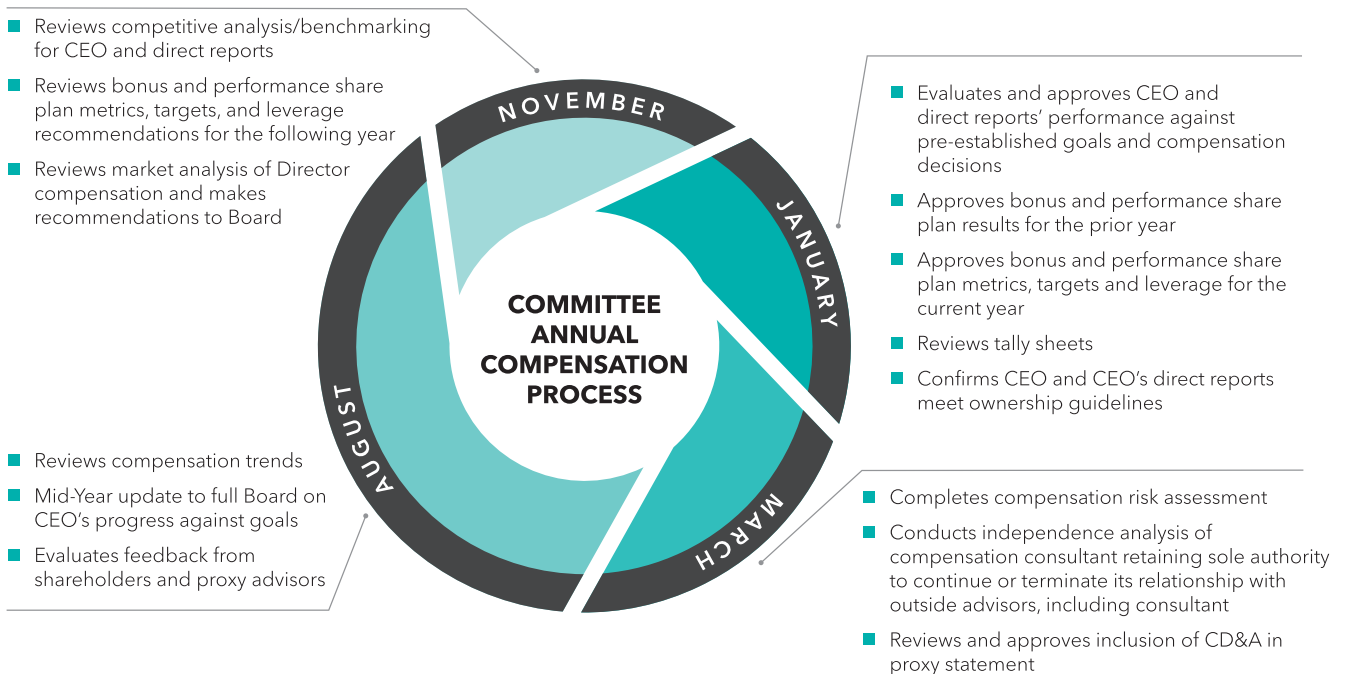 Reviews competitive analysis/benchmarking
for CEO and direct reports
Reviews bonus and performance share
plan metrics, targets, and leverage
recommendations for the following year
Reviews market analysis of Director
compensation and makes
recommendations to Board
NOVEMBER
JANUARY
Evaluates and approves CEO and
direct reports’ performance against
pre-established goals and compensation
decisions
Approves bonus and performance share
plan results for the prior year
Approves bonus and performance share
plan metrics, targets and leverage for the
current year
Reviews tally sheets
Confirms CEO and CEO’s direct reports
meet ownership guidelines
COMMITTEE
ANNUAL
COMPENSATION
PROCESS
AUGUST
Reviews compensation trends
Mid-Year update to full Board on
CEO’s progress against goals
Evaluates feedback from
shareholders and proxy advisors
MARCH
Completes compensation risk assessment
Conducts independence analysis of
compensation consultant retaining sole authority
to continue or terminate its relationship with
outside advisors, including consultant
Reviews and approves inclusion of CD&A in
proxy statement